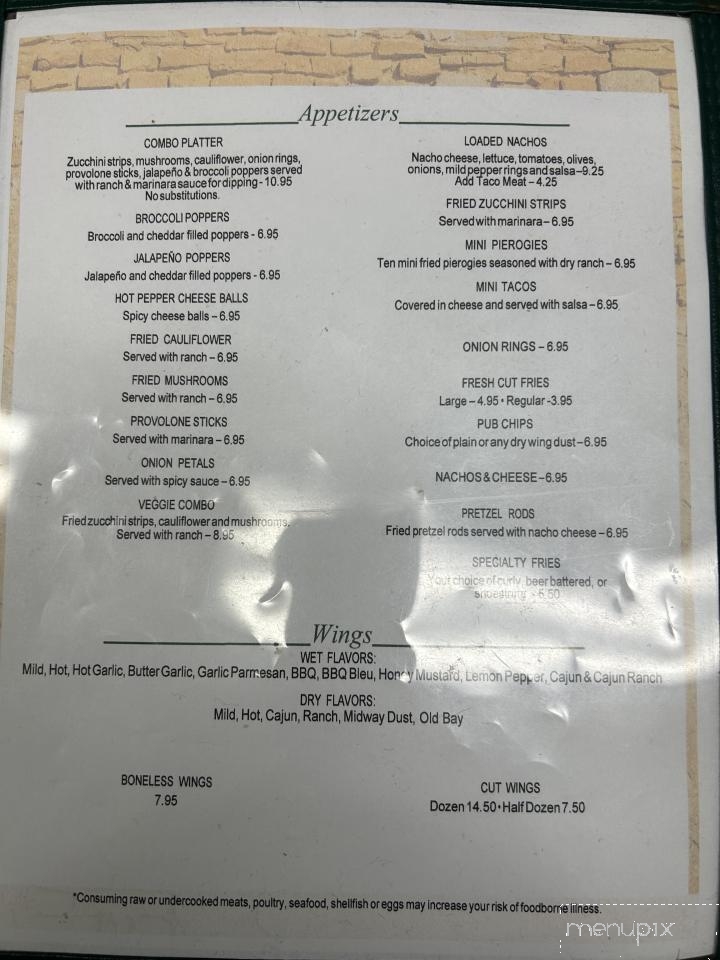 Appetizers
COMBO PLATTER
Zucchini strips, mushrooms, cauliflower, onion rings,
provolone sticks, jalapeño & broccoli poppers served
with ranch & marinara sauce for dipping - 10.95
No substitutions.
BROCCOLI POPPERS
Broccoli and cheddar filled poppers - 6.95
JALAPEÑO POPPERS
Jalapeño and cheddar filled poppers - 6.95
HOT PEPPER CHEESE BALLS
Spicy cheese balls – 6.95
FRIED CAULIFLOWER
Served with ranch – 6.95
FRIED MUSHROOMS
Served with ranch – 6.95
PROVOLONE STICKS
Served with marinara – 6.95
ONION PETALS
Served with spicy sauce – 6.95
VEGGIE COMBO
Fried zucchini strips, cauliflower and mushrooms.
Served with ranch – 8.95
LOADED NACHOS
Nacho cheese, lettuce, tomatoes, olives,
onions, mild pepper rings and salsa – 9.25
Add Taco Meat – 4.25
FRIED ZUCCHINI STRIPS
Served with marinara – 6.95
MINI PIEROGIES
Ten mini fried pierogies seasoned with dry ranch – 6.95
MINI TACOS
Covered in cheese and served with salsa – 6.95
ONION RINGS – 6.95
FRESH CUT FRIES
Large – 4.95 • Regular -3.95
PUB CHIPS
Choice of plain or any dry wing dust – 6.95
NACHOS & CHEESE – 6.95
PRETZEL RODS
Fried pretzel rods served with nacho cheese – 6.95
SPECIALTY FRIES
Your choice of curly, beer battered, or
shoestring - 6.50
Wings
WET FLAVORS:
Mild, Hot, Hot Garlic, Butter Garlic, Garlic Parmesan, BBQ, BBQ Bleu, Honey Mustard, Lemon Pepper, Cajun & Cajun Ranch
DRY FLAVORS:
Mild, Hot, Cajun, Ranch, Midway Dust, Old Bay
BONELESS WINGS
7.95
CUT WINGS
Dozen 14.50 • Half Dozen 7.50
*Consuming raw or undercooked meats, poultry, seafood, shellfish or eggs may increase your risk of foodborne illness.
menupix